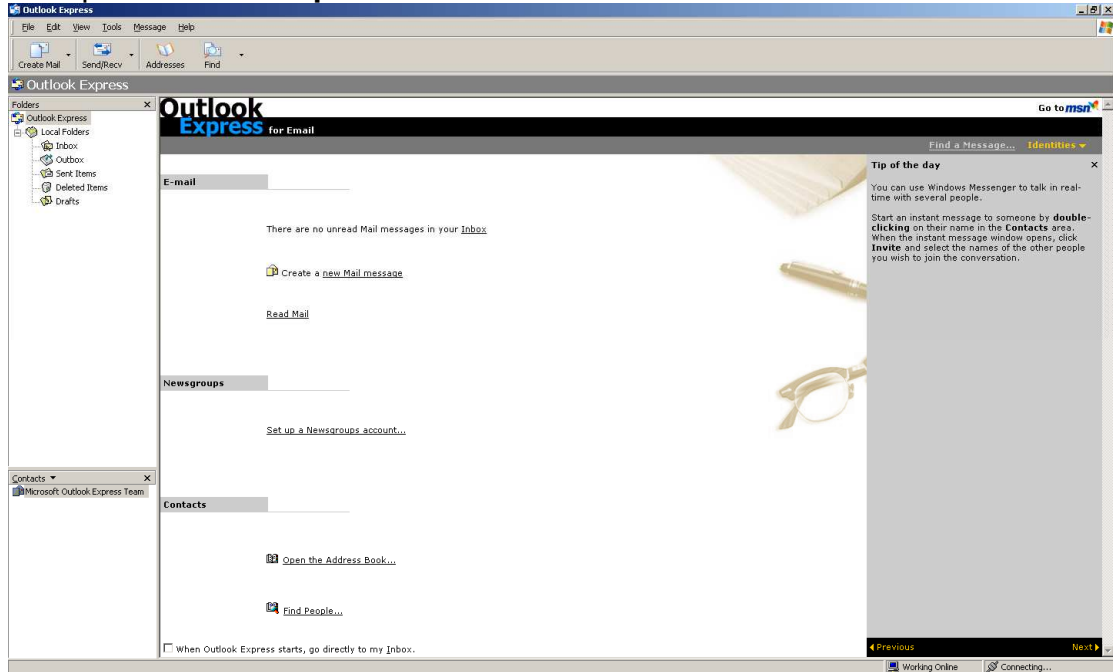 Outlook Express
File Edit View Tools Message Help
Create Mail Send/Recv Addresses Find
Outlook Express
Folders
Outlook Express
Local Folders
Inbox
Outbox
Sent Items
Deleted Items
Drafts
Contacts
Microsoft Outlook Express Team
Outlook
Express for Email
Go to msn
Find a Message... Identities
E-mail
There are no unread Mail messages in your Inbox
Create a new Mail message
Read Mail
Newsgroups
Set up a Newsgroups account...
Contacts
Open the Address Book...
Find People...
When Outlook Express starts, go directly to my Inbox.
Tip of the day
You can use Windows Messenger to talk in real-
time with several people.
Start an instant message to someone by double-
clicking on their name in the Contacts area.
When the instant message window opens, click
Invite and select the names of the other people
you wish to join the conversation.
Previous Next
Working Online Connecting...